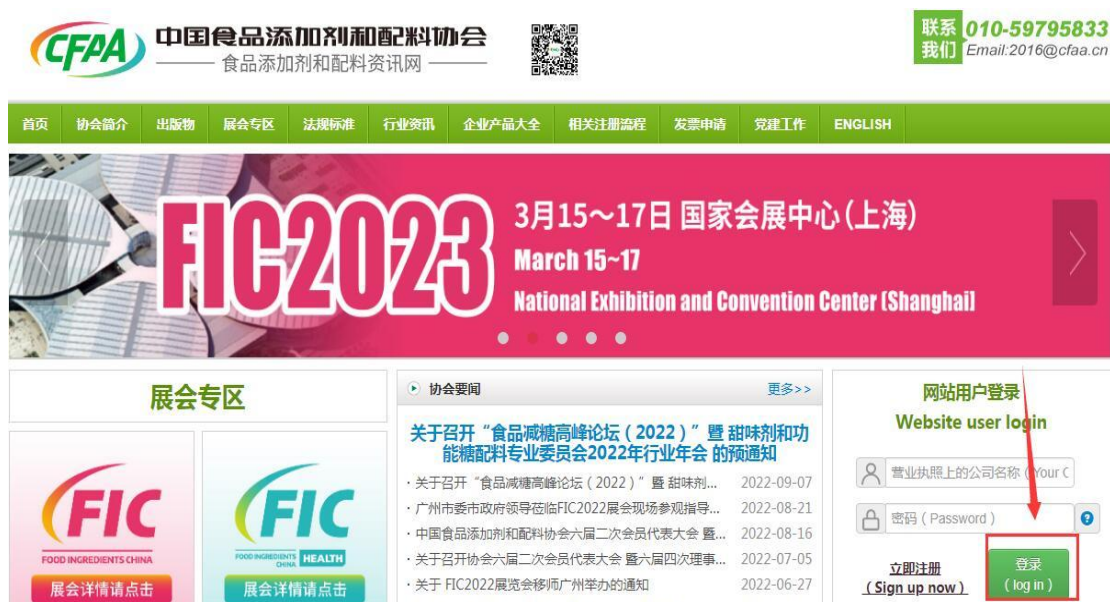 CFAA 中国食品添加剂和配料协会
食品添加剂和配料资讯网
联系我们 010-59795833
Email:2016@cfaa.cn
首页 协会简介 出版物 展会专区 法规标准 行业资讯 企业产品大全 相关注册流程 发票申请 党建工作 ENGLISH
FIC2023
3月15～17日 国家会展中心(上海)
March 15~17
National Exhibition and Convention Center (Shanghai)
展会专区
FIC
FOOD INGREDIENTS CHINA
展会详情请点击
FIC
FOOD INGREDIENTS CHINA HEALTH
展会详情请点击
协会要闻 更多>>
关于召开“食品减糖高峰论坛（2022）”暨 甜味剂和功
能糖配料专业委员会2022年行业年会 的预通知
· 关于召开“食品减糖高峰论坛（2022）”暨 甜味剂... 2022-09-07
· 广州市委市政府领导莅临FIC2022展会现场参观指导... 2022-08-21
· 中国食品添加剂和配料协会六届二次会员代表大会 暨... 2022-08-16
· 关于召开协会六届二次会员代表大会 暨六届四次理事... 2022-07-05
· 关于 FIC2022展览会移师广州举办的通知 2022-06-27
网站用户登录
Website user login
营业执照上的公司名称（Your C
密码（Password）
立即注册
（Sign up now）
登录
（log in）